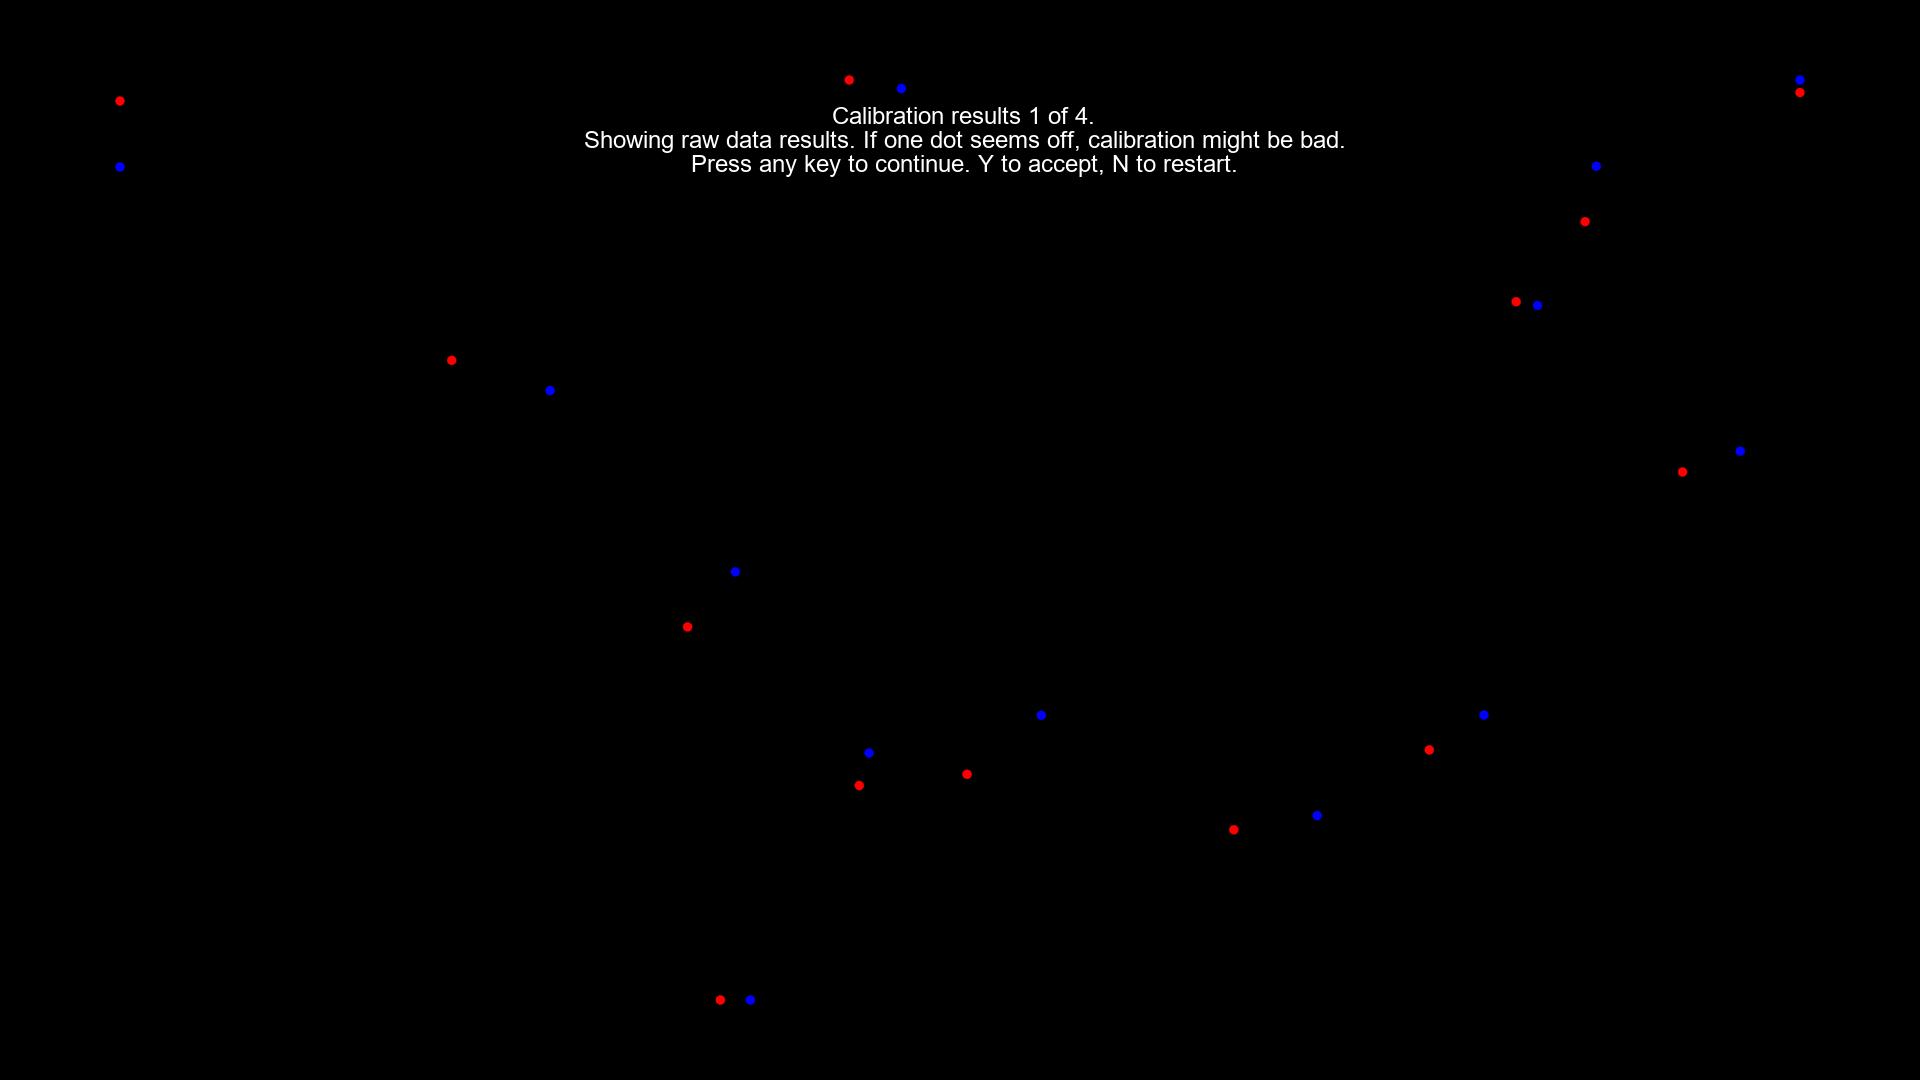 Calibration results 1 of 4.
Showing raw data results. If one dot seems off, calibration might be bad.
Press any key to continue. Y to accept, N to restart.